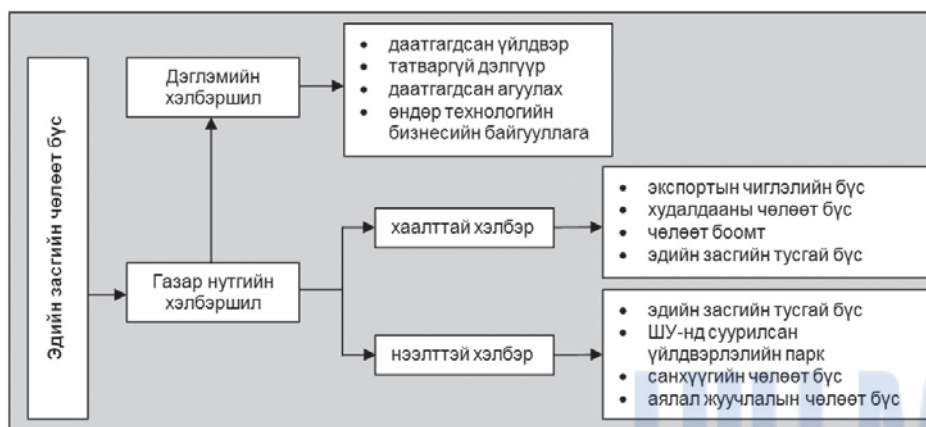 Эдийн засгийн чөлөөт бүс
Дэглэмийн
хэлбэршил
• даатгагдсан үйлдвэр
• татваргүй дэлгүүр
• даатгагдсан агуулах
• өндөр технологийн
бизнесийн байгууллага
Газар нутгийн
хэлбэршил
хаалттай хэлбэр
• экспортын чиглэлийн бүс
• худалдааны чөлөөт бүс
• чөлөөт боомт
• эдийн засгийн тусгай бүс
нээлттэй хэлбэр
• эдийн засгийн тусгай бүс
• ШУ-нд суурилсан
үйлдвэрлэлийн парк
• санхүүгийн чөлөөт бүс
• аялал жуучлалын чөлөөт бүс